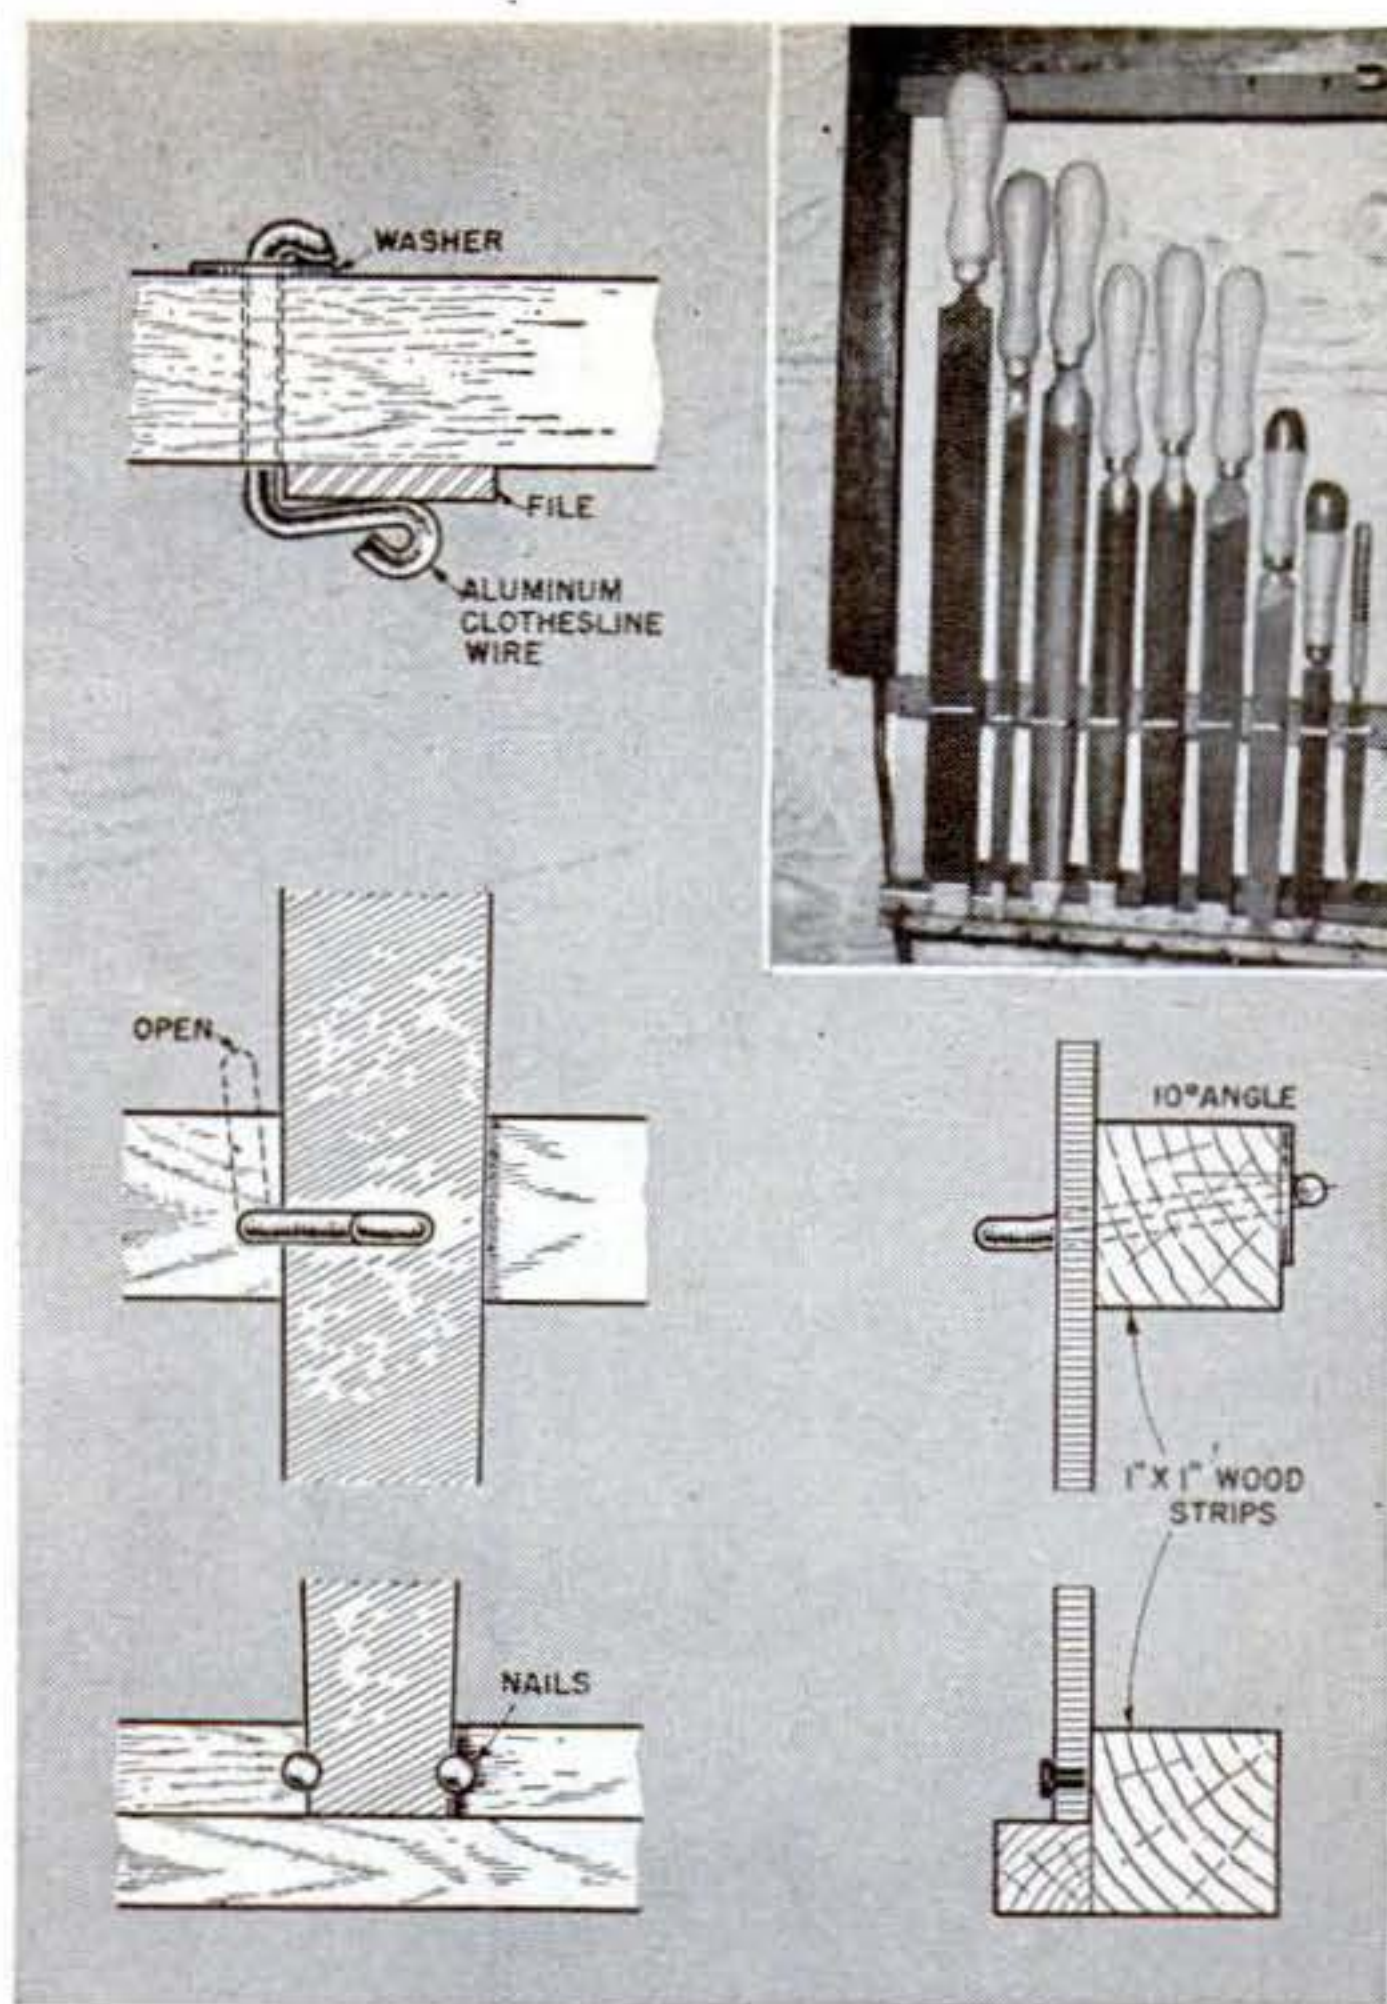 WASHER
FILE
ALUMINUM
CLOTHESLINE
WIRE
OPEN
10° ANGLE
1" X 1" WOOD
STRIPS
NAILS